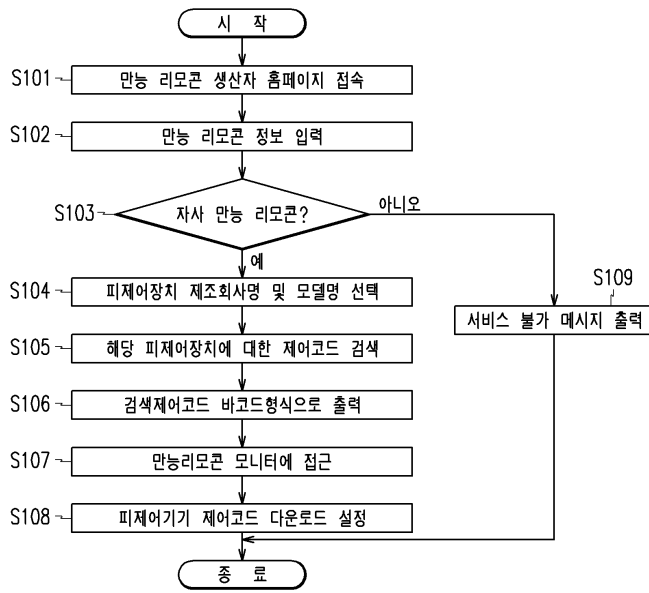 시 작
S101
만능 리모콘 생산자 홈페이지 접속
S102
만능 리모콘 정보 입력
S103
자사 만능 리모콘?
아니오
예
S109
S104
피제어장치 제조회사명 및 모델명 선택
서비스 불가 메시지 출력
S105
해당 피제어장치에 대한 제어코드 검색
S106
검색제어코드 바코드형식으로 출력
S107
만능리모콘 모니터에 접근
S108
피제어기기 제어코드 다운로드 설정
종 료